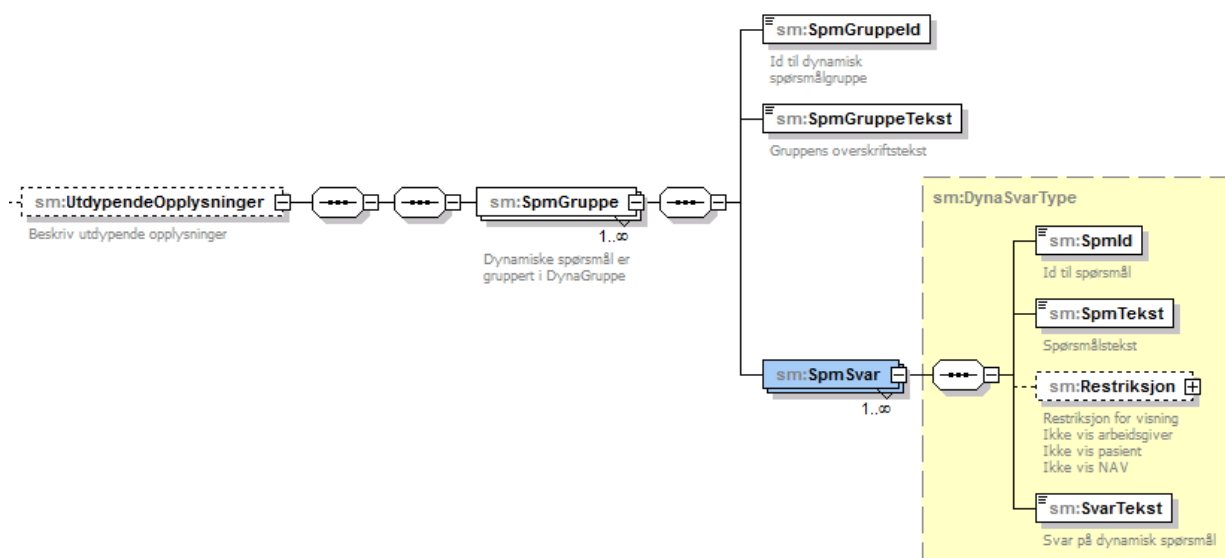 sm:SpmGruppeId
Id til dynamisk
spørsmålgruppe
sm:SpmGruppeTekst
Gruppens overskriftstekst
sm:UtdypendeOpplysninger
Beskriv utdypende opplysninger
sm:SpmGruppe
1..∞
Dynamiske spørsmål er
gruppert i DynaGruppe
sm:DynaSvarType
sm:SpmId
Id til spørsmål
sm:SpmTekst
Spørsmålstekst
sm:SpmSvar
1..∞
sm:Restriksjon
Restriksjon for visning
Ikke vis arbeidsgiver
Ikke vis pasient
Ikke vis NAV
sm:SvarTekst
Svar på dynamisk spørsmål